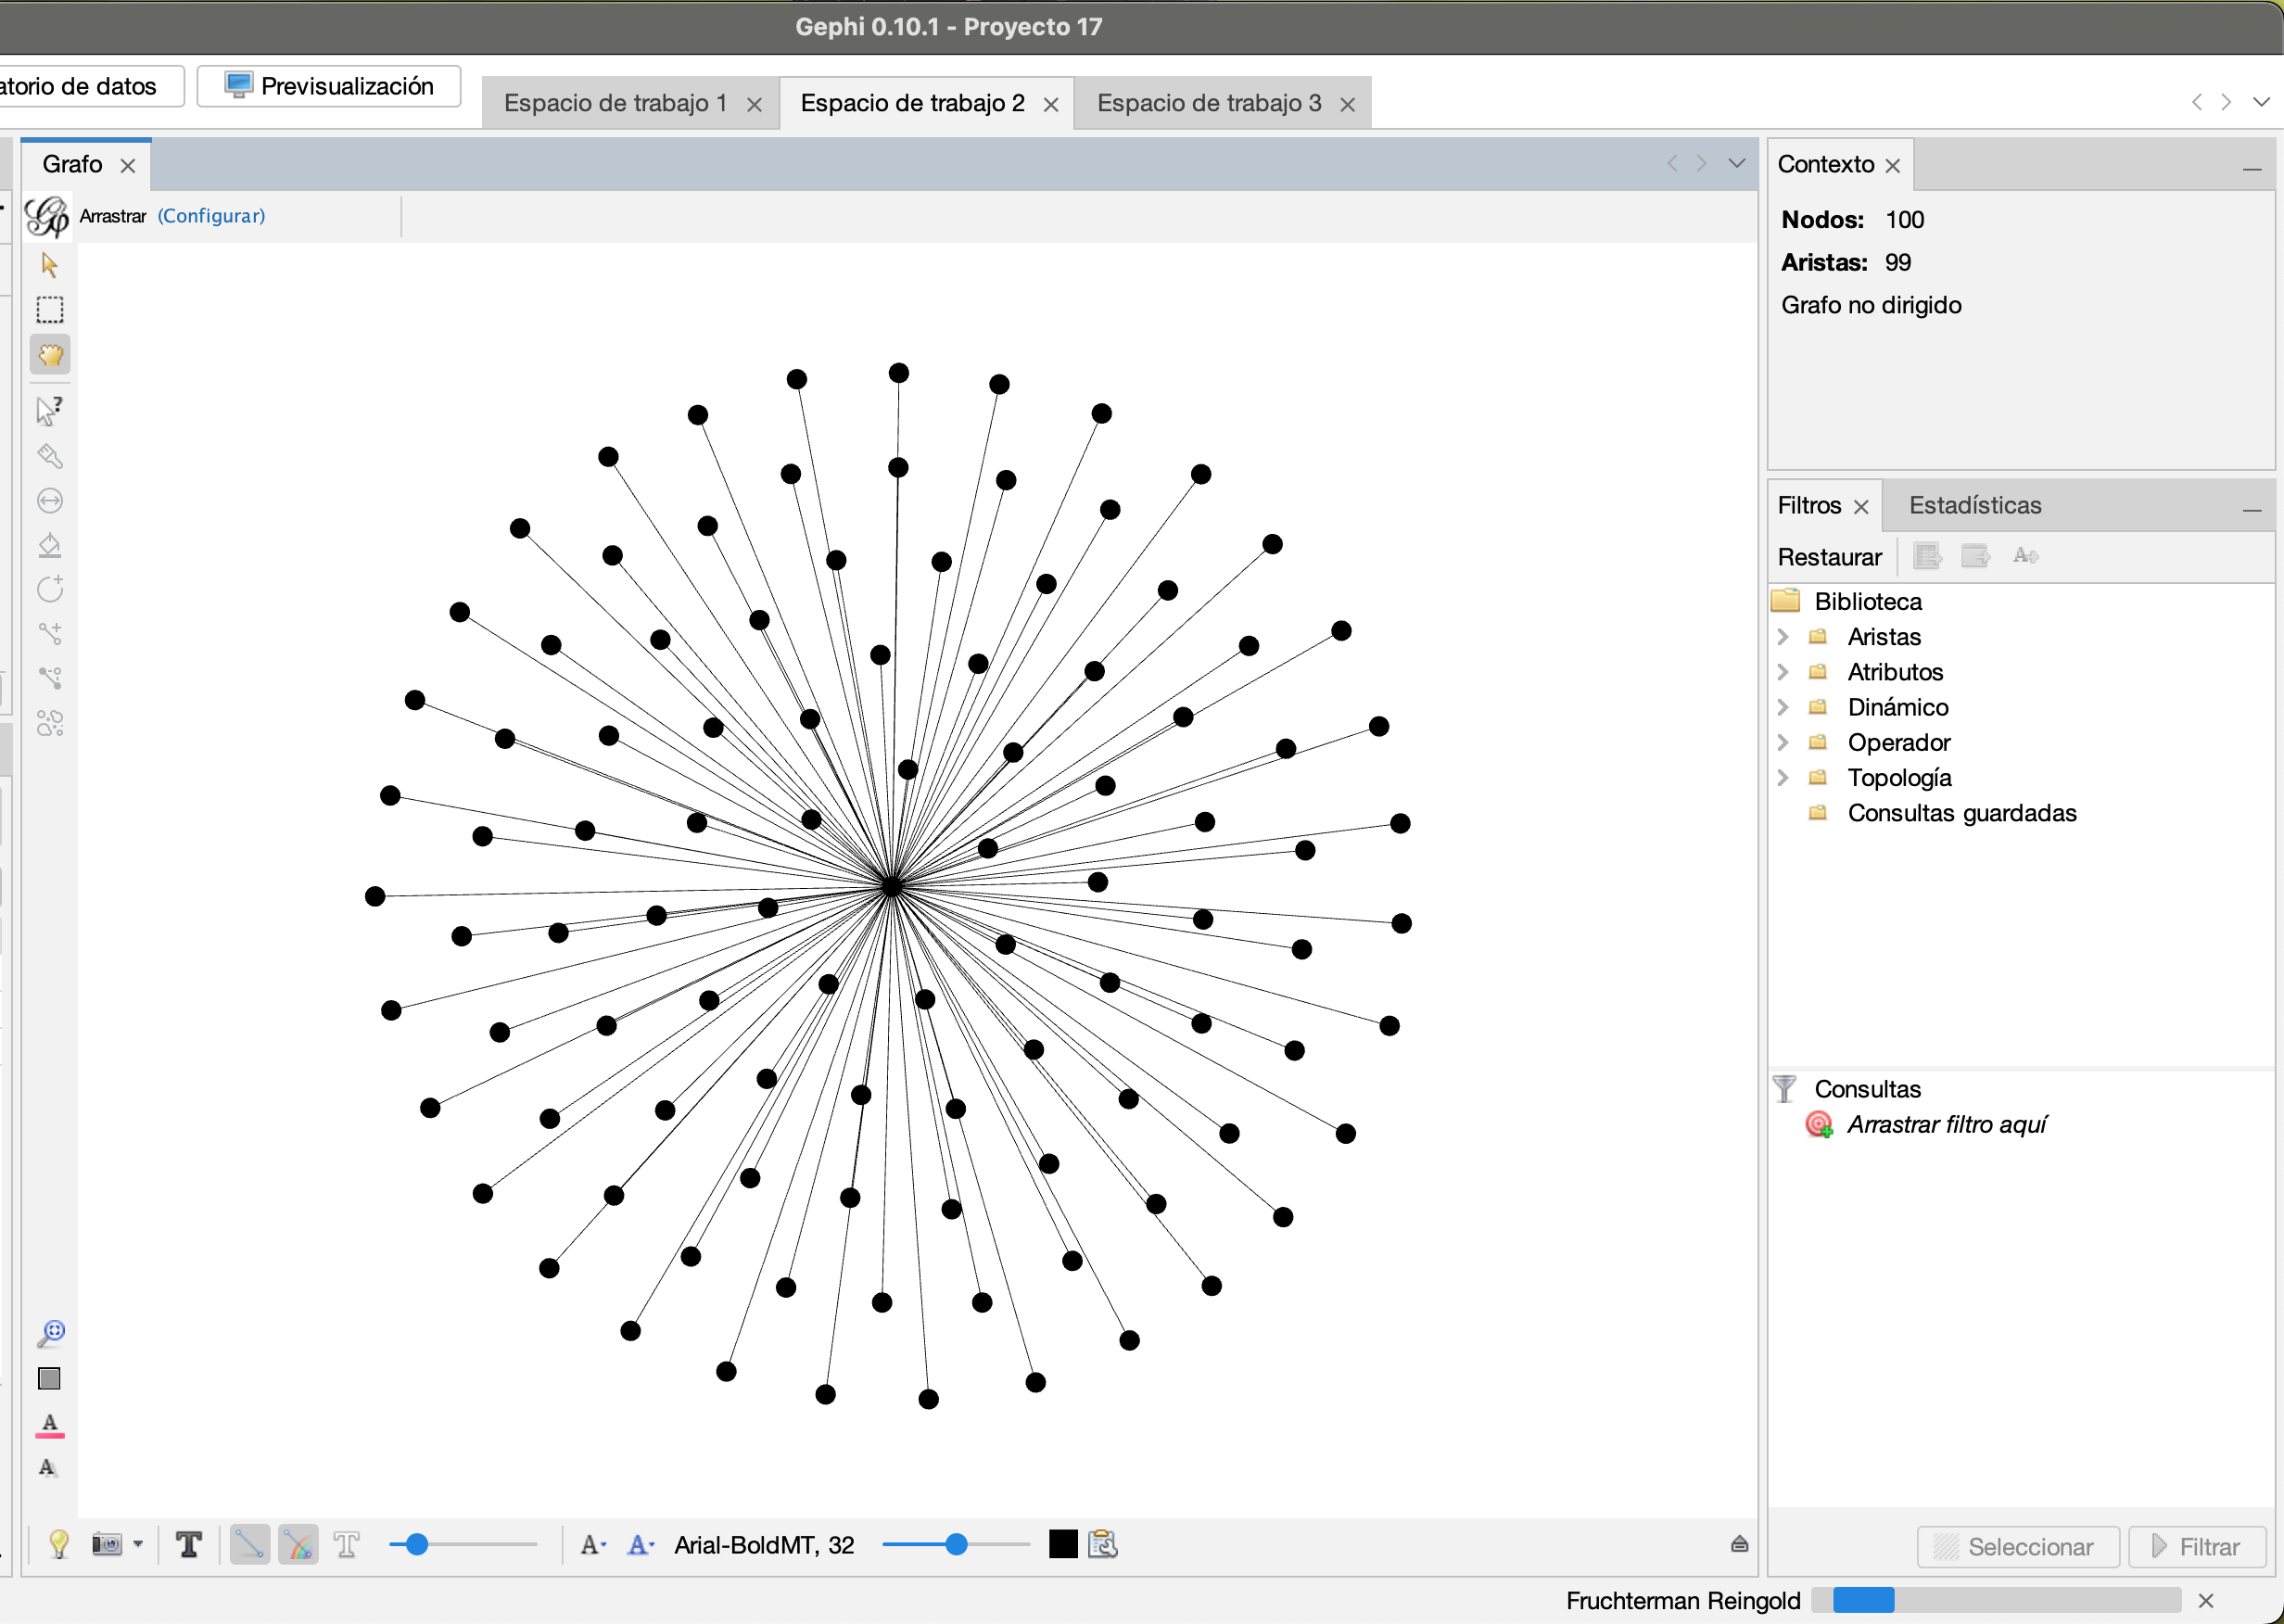 Gephi 0.10.1 - Proyecto 17
atorio de datos
Previsualización
Espacio de trabajo 1
Espacio de trabajo 2
Espacio de trabajo 3
Grafo
Arrastrar (Configurar)
Contexto
Nodos: 100
Aristas: 99
Grafo no dirigido
Filtros
Estadísticas
Restaurar
Biblioteca
Aristas
Atributos
Dinámico
Operador
Topología
Consultas guardadas
Consultas
Arrastrar filtro aquí
Seleccionar
Filtrar
Arial-BoldMT, 32
Fruchterman Reingold